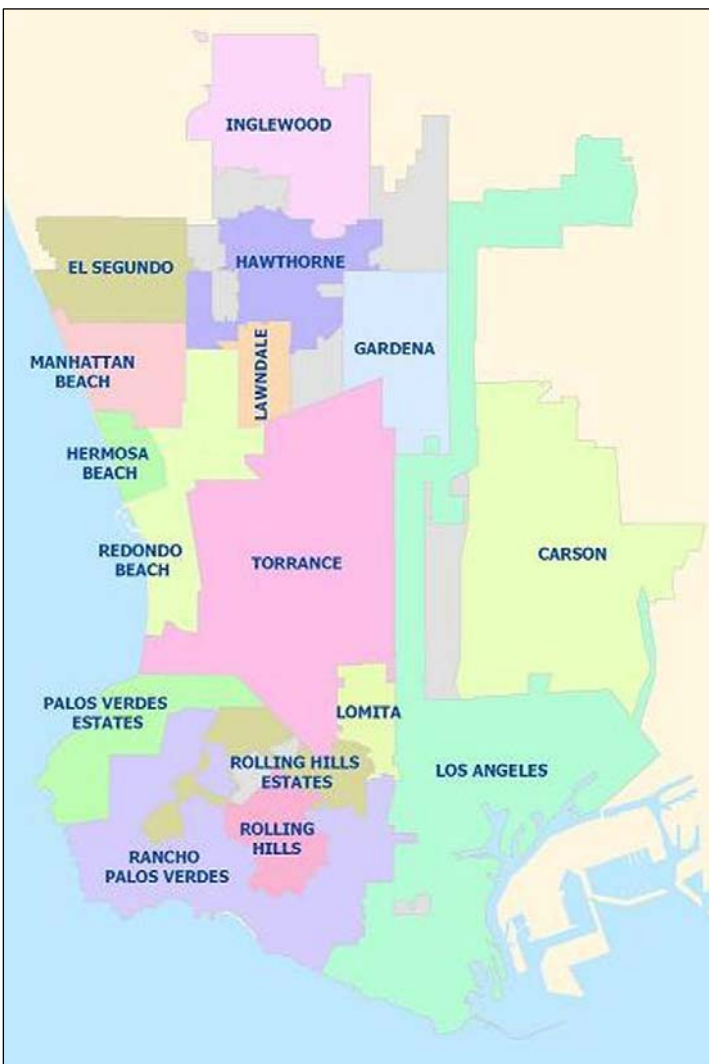 INGLEWOOD
EL SEGUNDO
HAWTHORNE
MANHATTAN
BEACH
LAWNDALE
GARDENA
HERMOSA
BEACH
REDONDO
BEACH
TORRANCE
CARSON
PALOS VERDES
ESTATES
LOMITA
ROLLING HILLS
ESTATES
LOS ANGELES
ROLLING
HILLS
RANCHO
PALOS VERDES